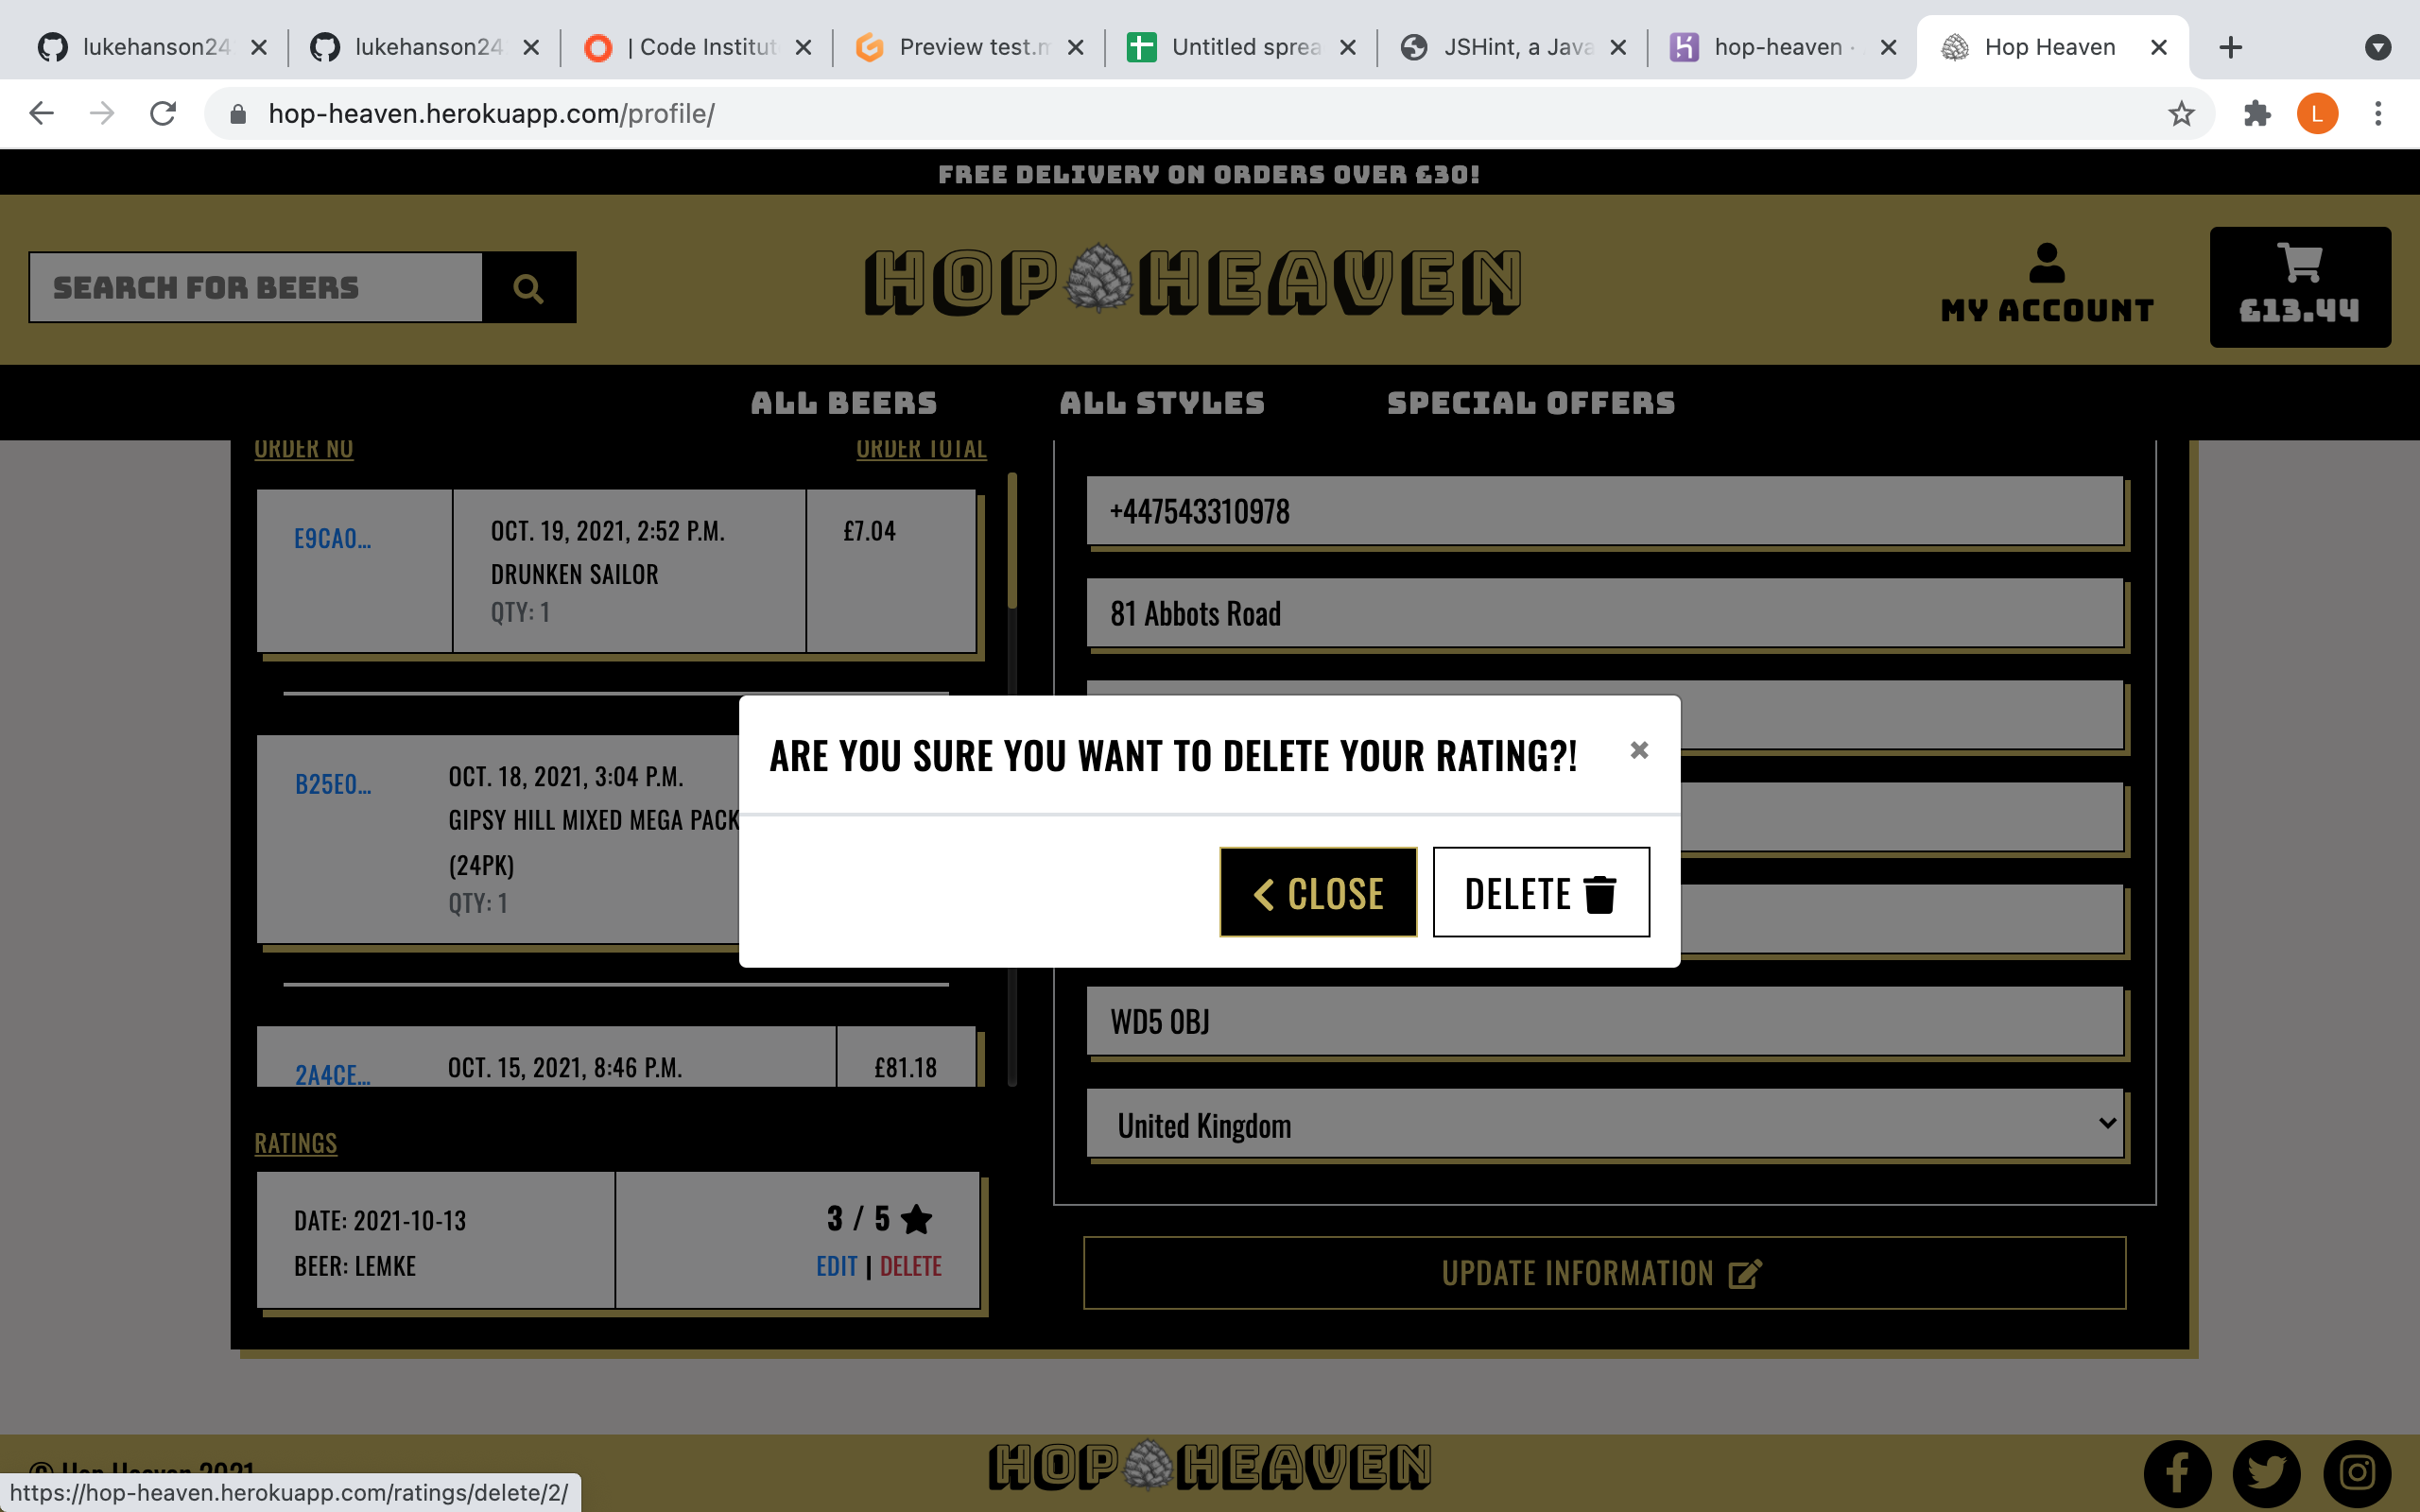 lukehanson24
lukehanson24
| Code Institut
Preview test.m
Untitled sprea
JSHint, a Java
hop-heaven ·
Hop Heaven
hop-heaven.herokuapp.com/profile/
L
FREE DELIVERY ON ORDERS OVER £30!
SEARCH FOR BEERS
HOP HEAVEN
MY ACCOUNT
£13.44
ALL BEERS
ALL STYLES
SPECIAL OFFERS
ORDER NO
ORDER TOTAL
E9CA0...
OCT. 19, 2021, 2:52 P.M.
DRUNKEN SAILOR
QTY: 1
£7.04
B25E0...
OCT. 18, 2021, 3:04 P.M.
GIPSY HILL MIXED MEGA PACK
(24PK)
QTY: 1
2A4CE...
OCT. 15, 2021, 8:46 P.M.
£81.18
RATINGS
DATE: 2021-10-13
BEER: LEMKE
3 / 5
EDIT | DELETE
+447543310978
81 Abbots Road
WD5 0BJ
United Kingdom
UPDATE INFORMATION
ARE YOU SURE YOU WANT TO DELETE YOUR RATING?!
CLOSE
DELETE
© Hop Heaven 2021
HOP HEAVEN
https://hop-heaven.herokuapp.com/ratings/delete/2/